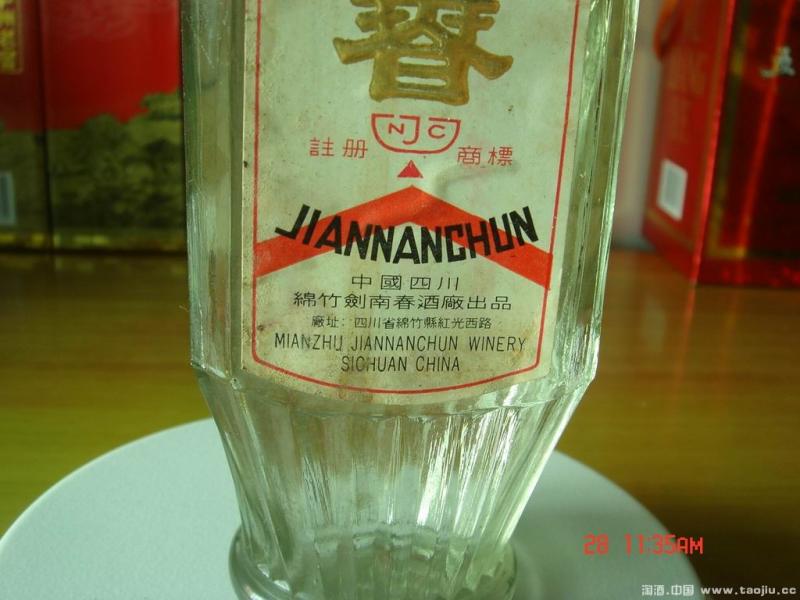 春
NJC
註册 商標
JIANNANCHUN
中國四川
綿竹劍南春酒廠出品
廠址：四川省綿竹縣紅光西路
MIANZHU JIANNANCHUN WINERY
SICHUAN CHINA
28 11:35AM
淘酒.中国 www.taojiu.cc